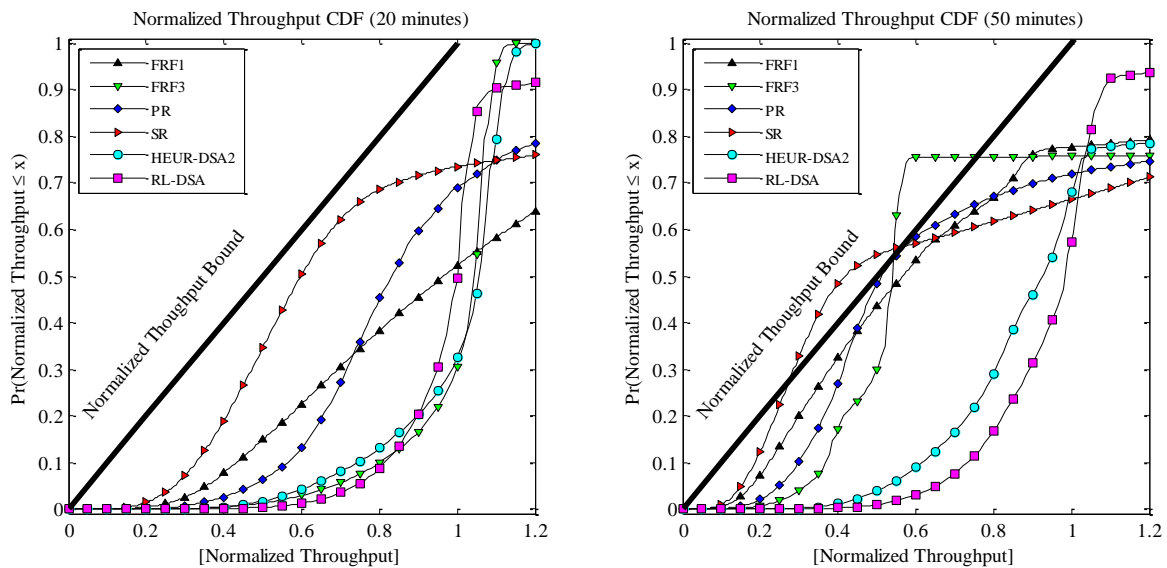 Normalized Throughput CDF (20 minutes)
Pr(Normalized Throughput ≤ x)
1
0.9
0.8
0.7
0.6
0.5
0.4
0.3
0.2
0.1
0
FRF1
FRF3
PR
SR
HEUR-DSA2
RL-DSA
Normalized Thoughput Bound
0 0.2 0.4 0.6 0.8 1 1.2
[Normalized Throughput]
Normalized Throughput CDF (50 minutes)
Pr(Normalized Throughput ≤ x)
1
0.9
0.8
0.7
0.6
0.5
0.4
0.3
0.2
0.1
0
FRF1
FRF3
PR
SR
HEUR-DSA2
RL-DSA
Normalized Thoughput Bound
0 0.2 0.4 0.6 0.8 1 1.2
[Normalized Throughput]